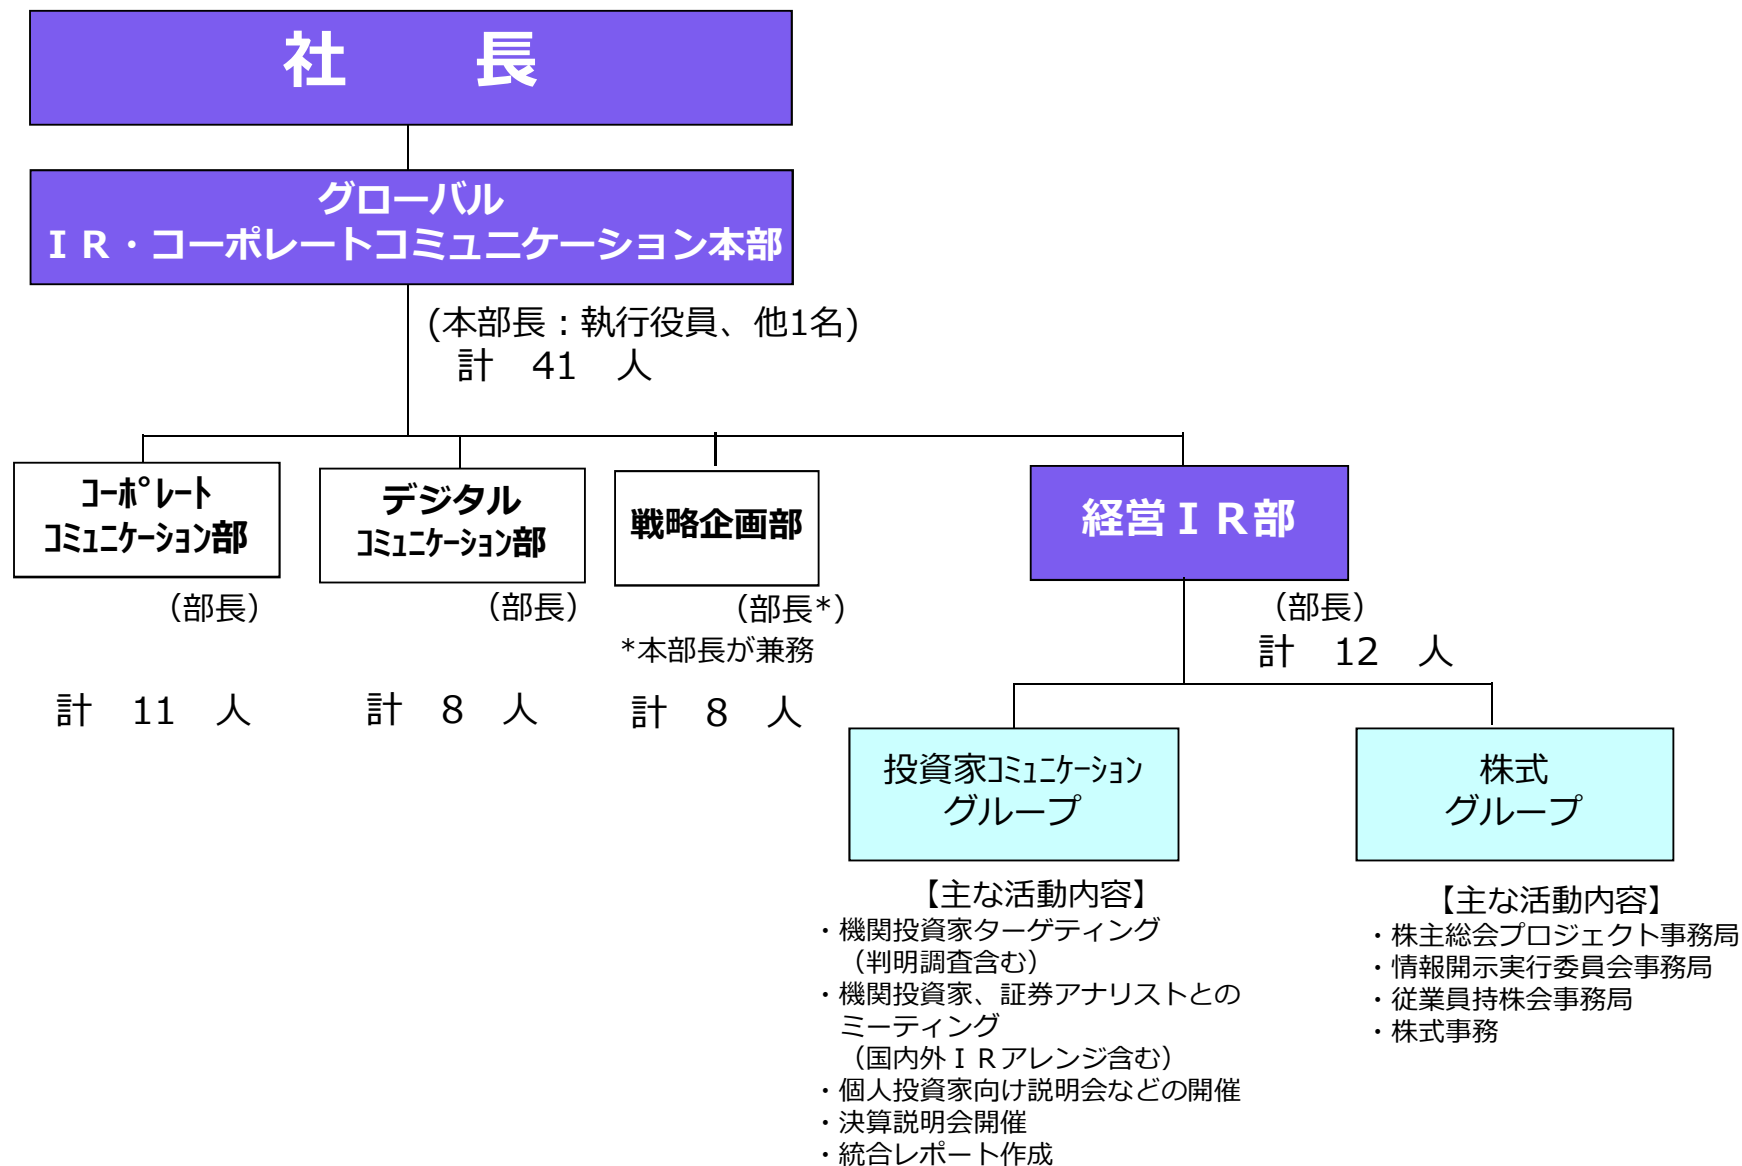 社　　長
グローバル
ＩＲ・コーポレートコミュニケーション本部
(本部長：執行役員、他1名)
計　41　人
ｺｰﾎﾟﾚｰﾄ
ｺﾐｭﾆｹｰｼｮﾝ部
（部長）
計　11　人
デジタル
ｺﾐｭﾆｹｰｼｮﾝ部
（部長）
計　8　人
戦略企画部
（部長*）
*本部長が兼務
計　8　人
経営ＩＲ部
（部長）
計　12　人
投資家ｺﾐｭﾆｹｰｼｮﾝ
グループ
【主な活動内容】
・機関投資家ターゲティング
（判明調査含む）
・機関投資家、証券アナリストとの
ミーティング
（国内外ＩＲアレンジ含む）
・個人投資家向け説明会などの開催
・決算説明会開催
・統合レポート作成
株式
グループ
【主な活動内容】
・株主総会プロジェクト事務局
・情報開示実行委員会事務局
・従業員持株会事務局
・株式事務